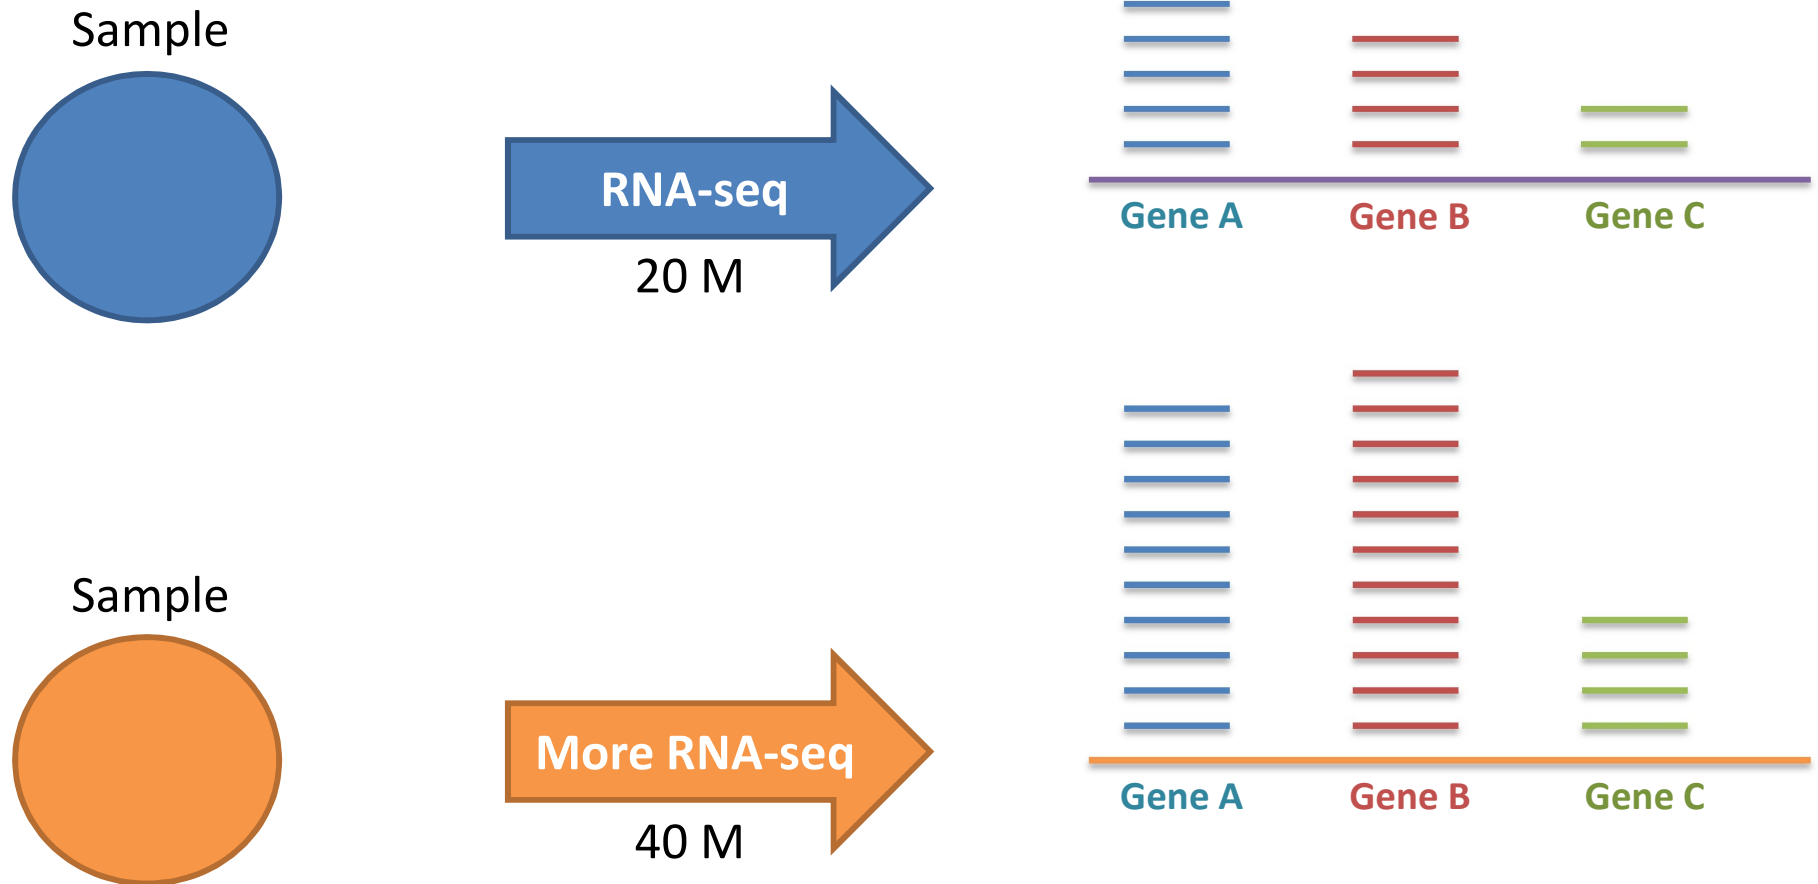 Sample
RNA-seq
20 M
Gene A
Gene B
Gene C
Sample
More RNA-seq
40 M
Gene A
Gene B
Gene C